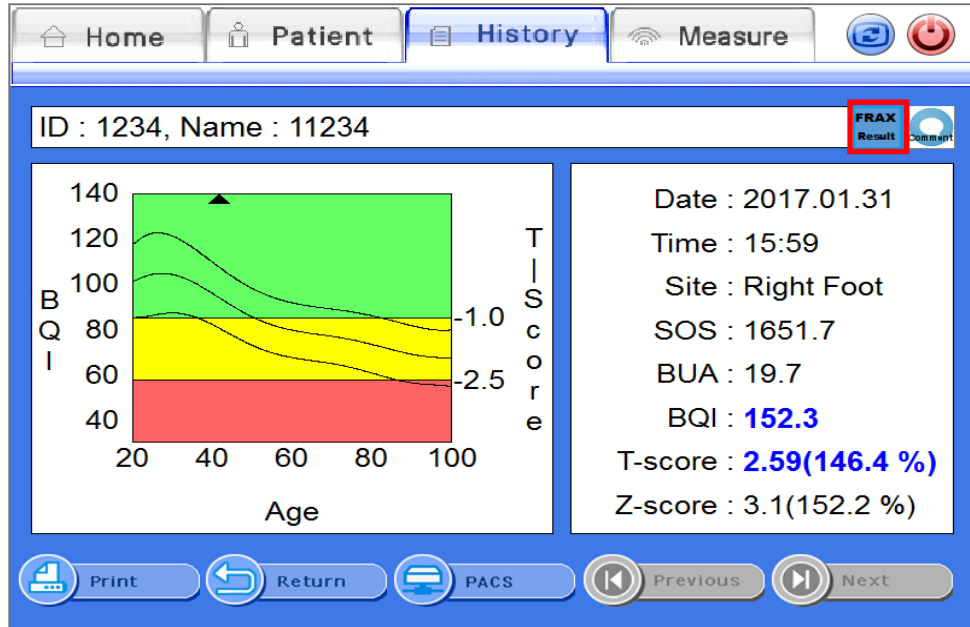 Home
Patient
History
Measure
ID : 1234, Name : 11234
FRAX
Result
Comment
140
120
100
80
60
40
BQI
20 40 60 80 100
Age
-1.0
-2.5
T-Score
Date : 2017.01.31
Time : 15:59
Site : Right Foot
SOS : 1651.7
BUA : 19.7
BQI : 152.3
T-score : 2.59(146.4 %)
Z-score : 3.1(152.2 %)
Print
Return
PACS
Previous
Next